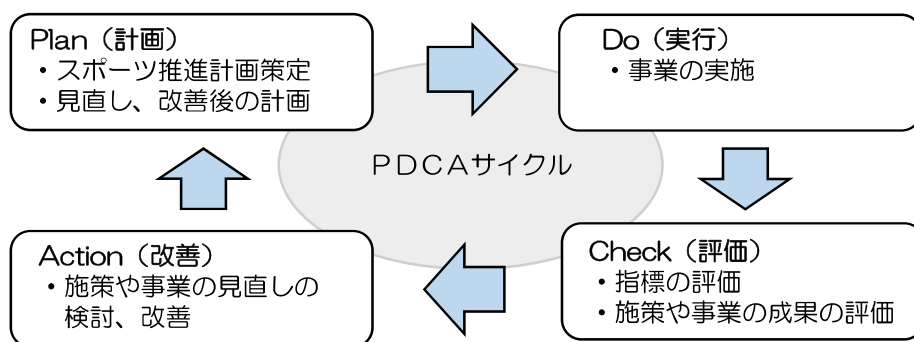 Plan（計画）
・スポーツ推進計画策定
・見直し、改善後の計画
Do（実行）
・事業の実施
PDCAサイクル
Action（改善）
・施策や事業の見直しの
検討、改善
Check（評価）
・指標の評価
・施策や事業の成果の評価